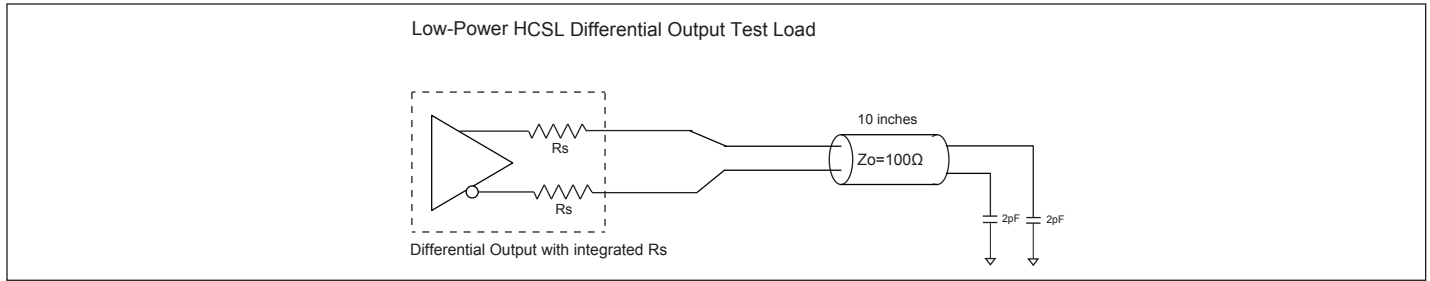 Low-Power HCSL Differential Output Test Load
10 inches
Rs
Zo=100Ω
Rs
2pF
2pF
Differential Output with integrated Rs